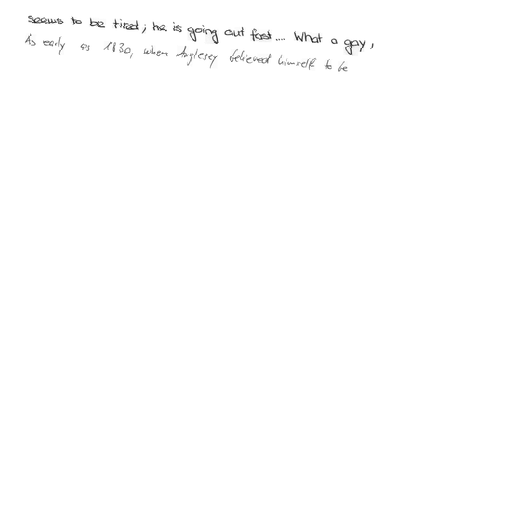 seems to be tired; he is going out fast.... What a gay,
As early as 1830, when Anglesey believed himself to be